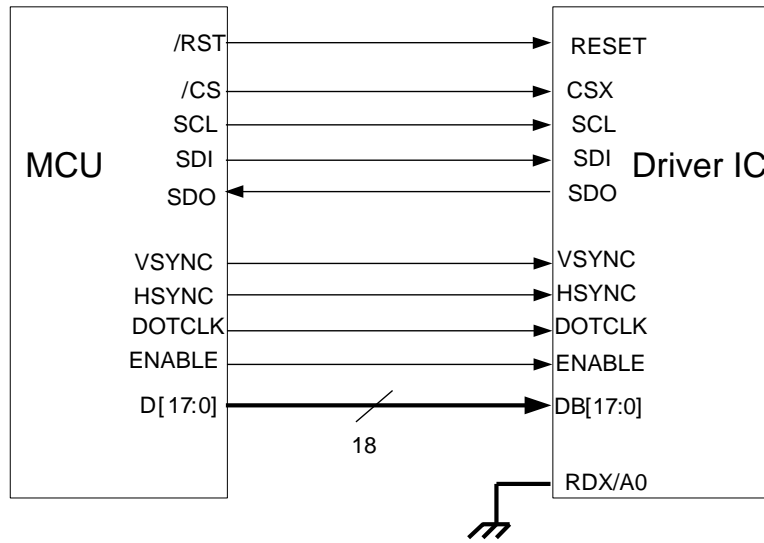 /RST RESET
/CS CSX
SCL SCL
MCU SDI SDI Driver IC
SDO SDO
VSYNC VSYNC
HSYNC HSYNC
DOTCLK DOTCLK
ENABLE ENABLE
D[17:0] DB[17:0]
18
RDX/A0